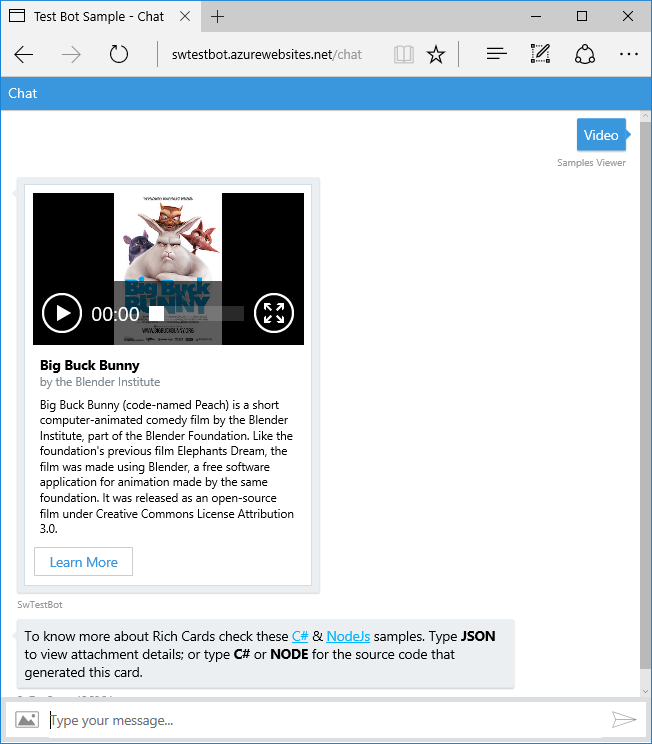 Test Bot Sample - Chat
swtestbot.azurewebsites.net/chat
Chat
Video
Samples Viewer
Big Buck
BUNNY
00:00
WWW.BIGBUCKBUNNY.ORG
Big Buck Bunny
by the Blender Institute
Big Buck Bunny (code-named Peach) is a short
computer-animated comedy film by the Blender
Institute, part of the Blender Foundation. Like the
foundation's previous film Elephants Dream, the
film was made using Blender, a free software
application for animation made by the same
foundation. It was released as an open-source
film under Creative Commons License Attribution
3.0.
Learn More
SwTestBot
To know more about Rich Cards check these C# & NodeJs samples. Type JSON
to view attachment details; or type C# or NODE for the source code that
generated this card.
Type your message...